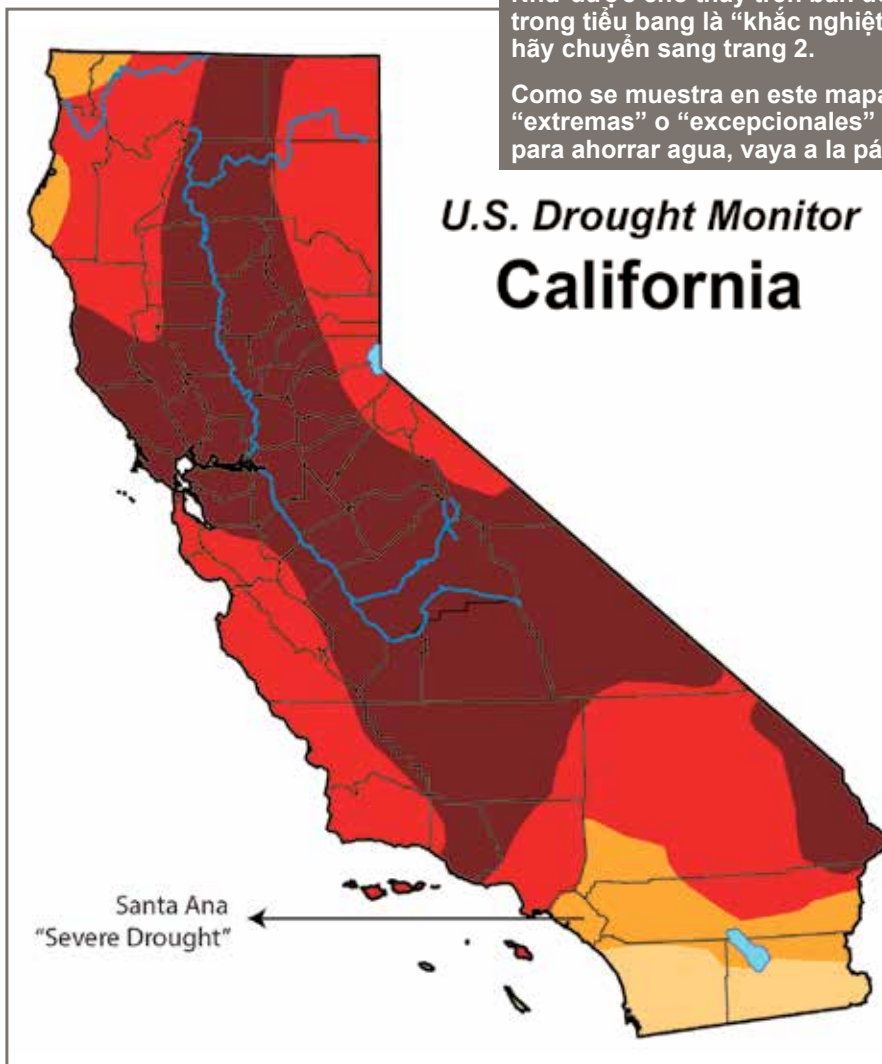 trong tiểu bang là “khắc nghiệt
hãy chuyển sang trang 2.
Como se muestra en este mapa
“extremas” o “excepcionales”
para ahorrar agua, vaya a la pá
U.S. Drought Monitor
California
Santa Ana
“Severe Drought”